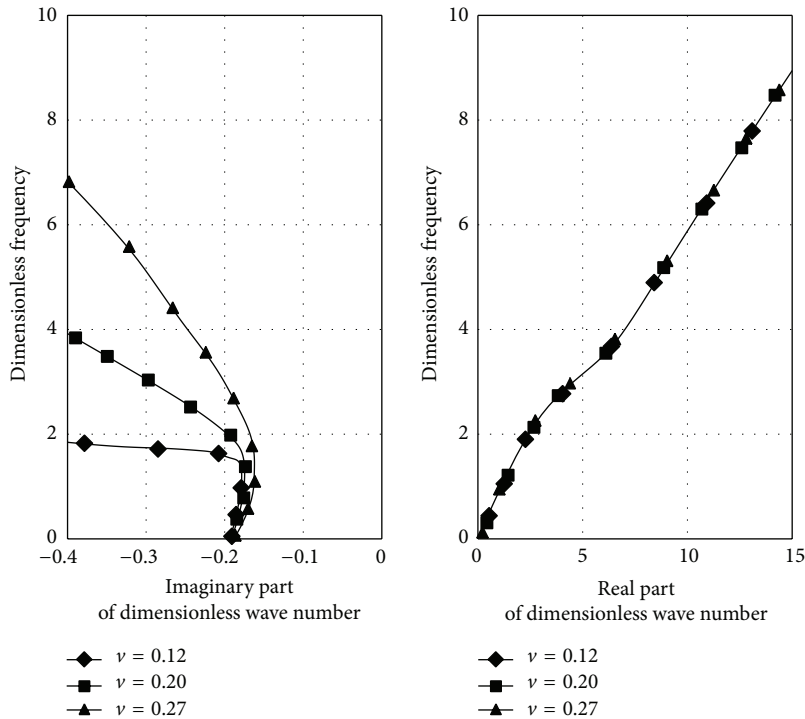 10
8
6
4
2
0
Dimensionless frequency
−0.4 −0.3 −0.2 −0.1 0
Imaginary part
of dimensionless wave number
ν = 0.12
ν = 0.20
ν = 0.27
10
8
6
4
2
0
Dimensionless frequency
0 5 10 15
Real part
of dimensionless wave number
ν = 0.12
ν = 0.20
ν = 0.27